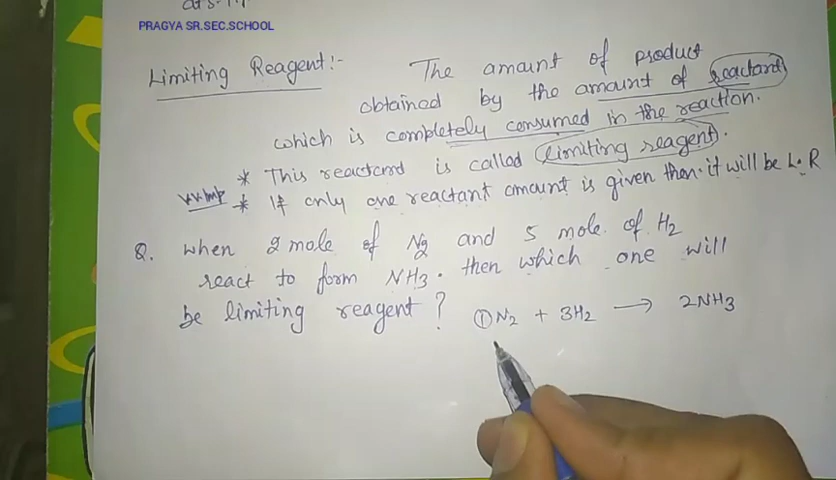 PRAGYA SR.SEC.SCHOOL
Limiting Reagent:- The amount of product
obtained by the amount of reactant
which is completely consumed in the reaction.
* This reactant is called limiting reagent.
vv.Imp * If only one reactant amount is given then it will be L.R
Q. when 2 mole of N2 and 5 mole of H2
react to form NH3. then which one will
be limiting reagent?
① N2 + 3H2 → 2NH3